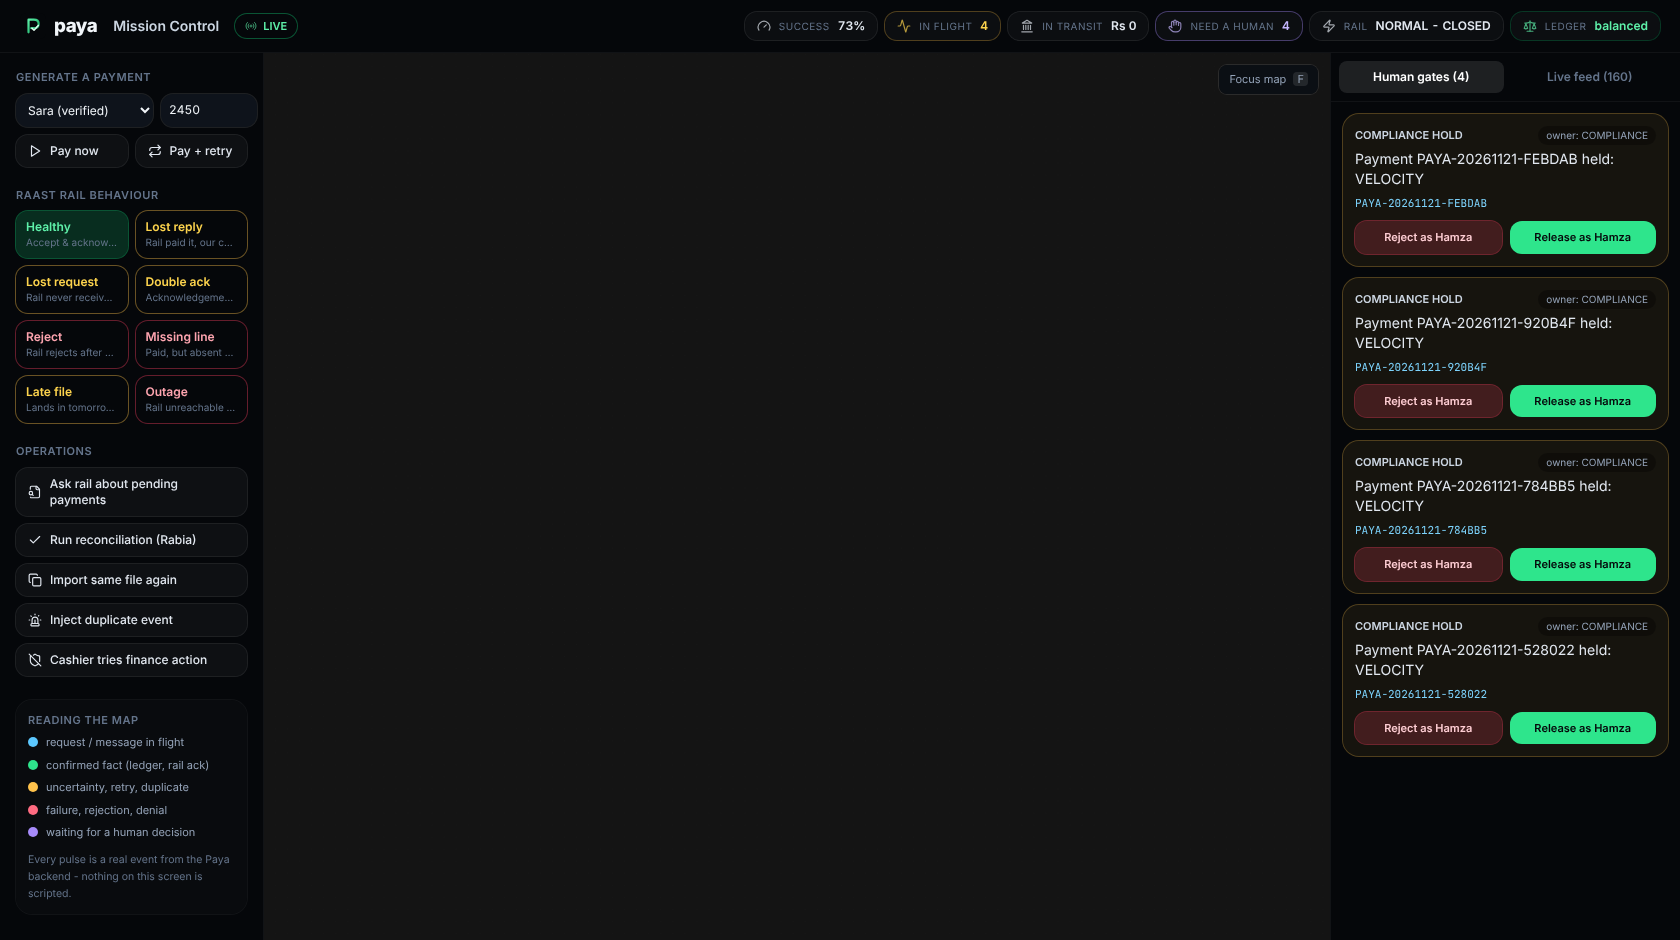 paya Mission Control LIVE
SUCCESS 73% IN FLIGHT 4 IN TRANSIT Rs 0 NEED A HUMAN 4 RAIL NORMAL - CLOSED LEDGER balanced
GENERATE A PAYMENT
Sara (verified) 2450
Pay now Pay + retry
RAAST RAIL BEHAVIOUR
Healthy
Accept & acknow...
Lost reply
Rail paid it, our c...
Lost request
Rail never receiv...
Double ack
Acknowledgeme...
Reject
Rail rejects after ...
Missing line
Paid, but absent ...
Late file
Lands in tomorro...
Outage
Rail unreachable ...
OPERATIONS
Ask rail about pending
payments
Run reconciliation (Rabia)
Import same file again
Inject duplicate event
Cashier tries finance action
READING THE MAP
request / message in flight
confirmed fact (ledger, rail ack)
uncertainty, retry, duplicate
failure, rejection, denial
waiting for a human decision
Every pulse is a real event from the Paya
backend - nothing on this screen is
scripted.
Focus map F
Human gates (4) Live feed (160)
COMPLIANCE HOLD owner: COMPLIANCE
Payment PAYA-20261121-FEBDAB held:
VELOCITY
PAYA-20261121-FEBDAB
Reject as Hamza Release as Hamza
COMPLIANCE HOLD owner: COMPLIANCE
Payment PAYA-20261121-920B4F held:
VELOCITY
PAYA-20261121-920B4F
Reject as Hamza Release as Hamza
COMPLIANCE HOLD owner: COMPLIANCE
Payment PAYA-20261121-784BB5 held:
VELOCITY
PAYA-20261121-784BB5
Reject as Hamza Release as Hamza
COMPLIANCE HOLD owner: COMPLIANCE
Payment PAYA-20261121-528022 held:
VELOCITY
PAYA-20261121-528022
Reject as Hamza Release as Hamza